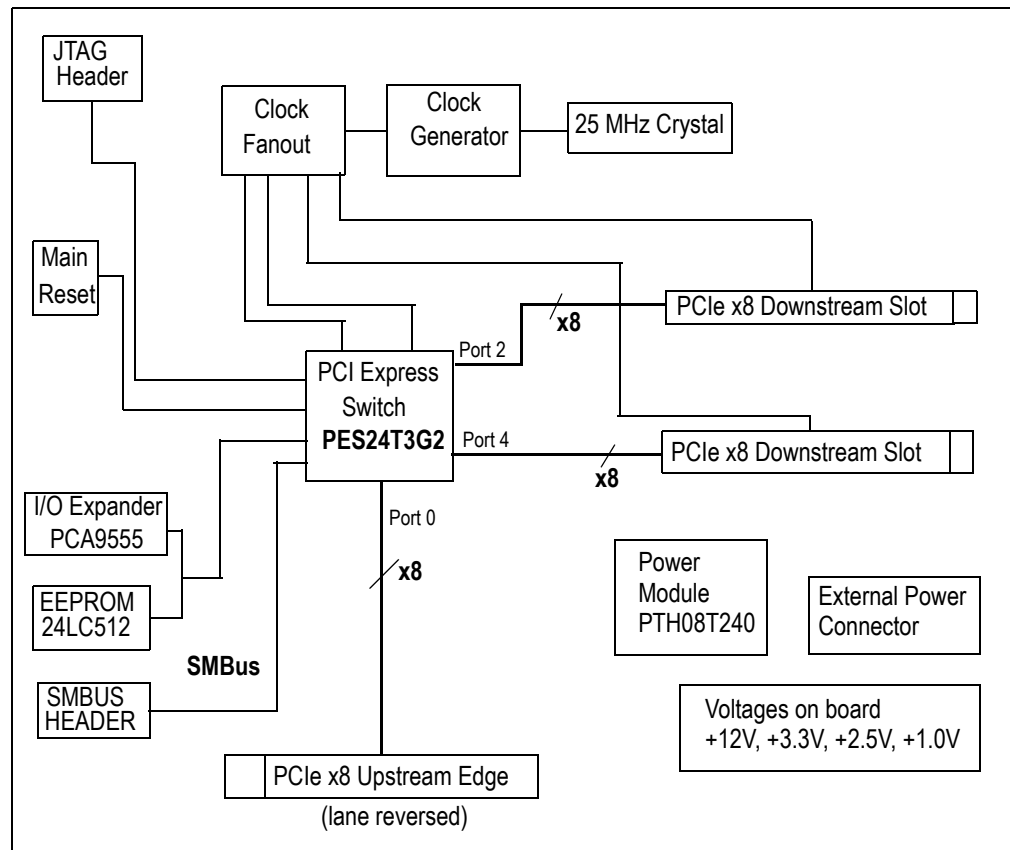 JTAG
Header
Clock
Fanout
Clock
Generator
25 MHz Crystal
Main
Reset
PCIe x8 Downstream Slot
x8
Port 2
PCI Express
Switch
PES24T3G2
Port 4
PCIe x8 Downstream Slot
x8
I/O Expander
PCA9555
Port 0
x8
EEPROM
24LC512
Power
Module
PTH08T240
External Power
Connector
SMBus
SMBUS
HEADER
Voltages on board
+12V, +3.3V, +2.5V, +1.0V
PCIe x8 Upstream Edge
(lane reversed)